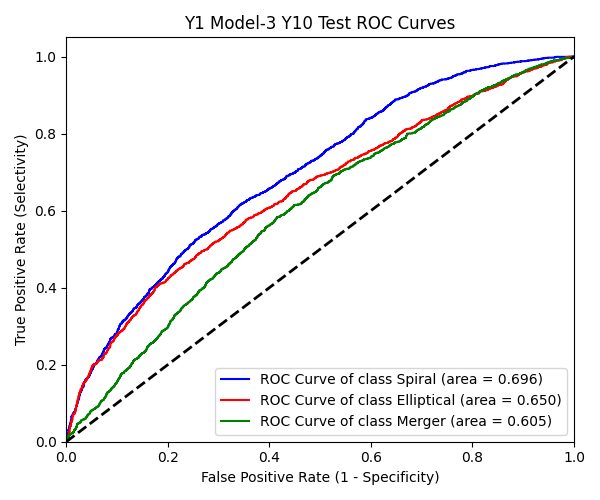 Y1 Model-3 Y10 Test ROC Curves
True Positive Rate (Selectivity)
1.0
0.8
0.6
0.4
0.2
0.0
ROC Curve of class Spiral (area = 0.696)
ROC Curve of class Elliptical (area = 0.650)
ROC Curve of class Merger (area = 0.605)
0.0 0.2 0.4 0.6 0.8 1.0
False Positive Rate (1 - Specificity)